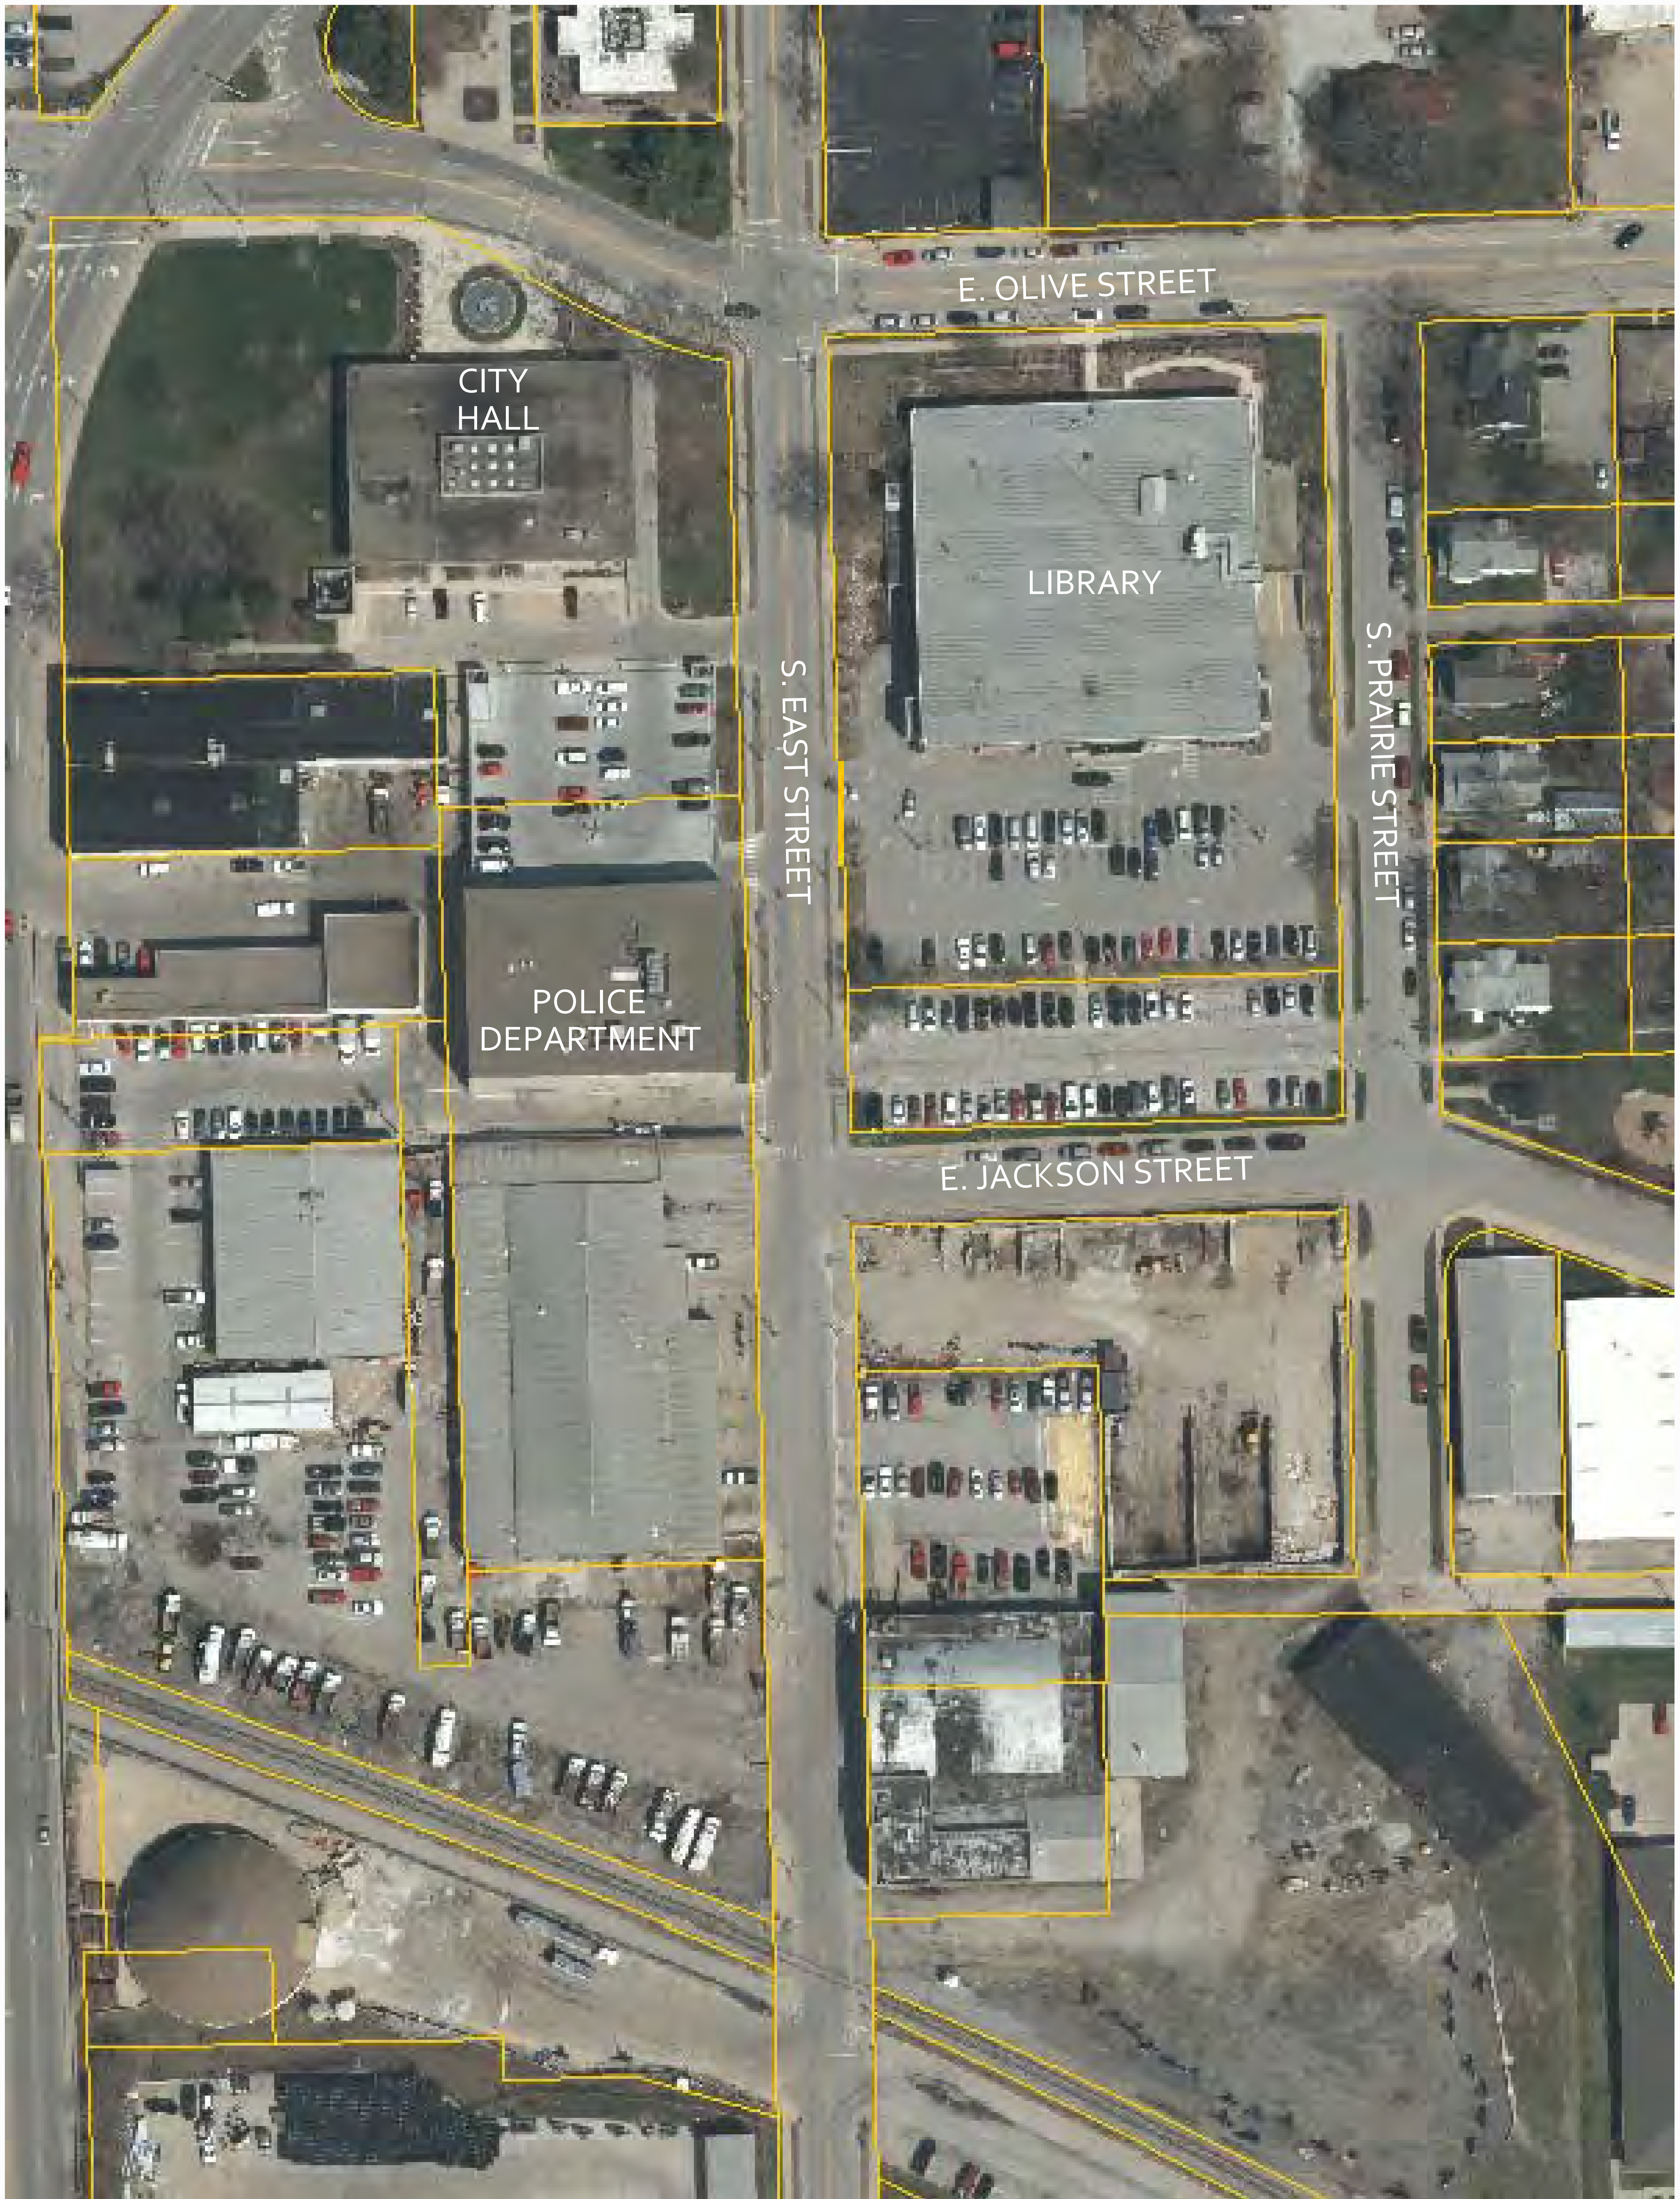 E. OLIVE STREET
CITY
HALL
LIBRARY
S. EAST STREET
S. PRAIRIE STREET
POLICE
DEPARTMENT
E. JACKSON STREET